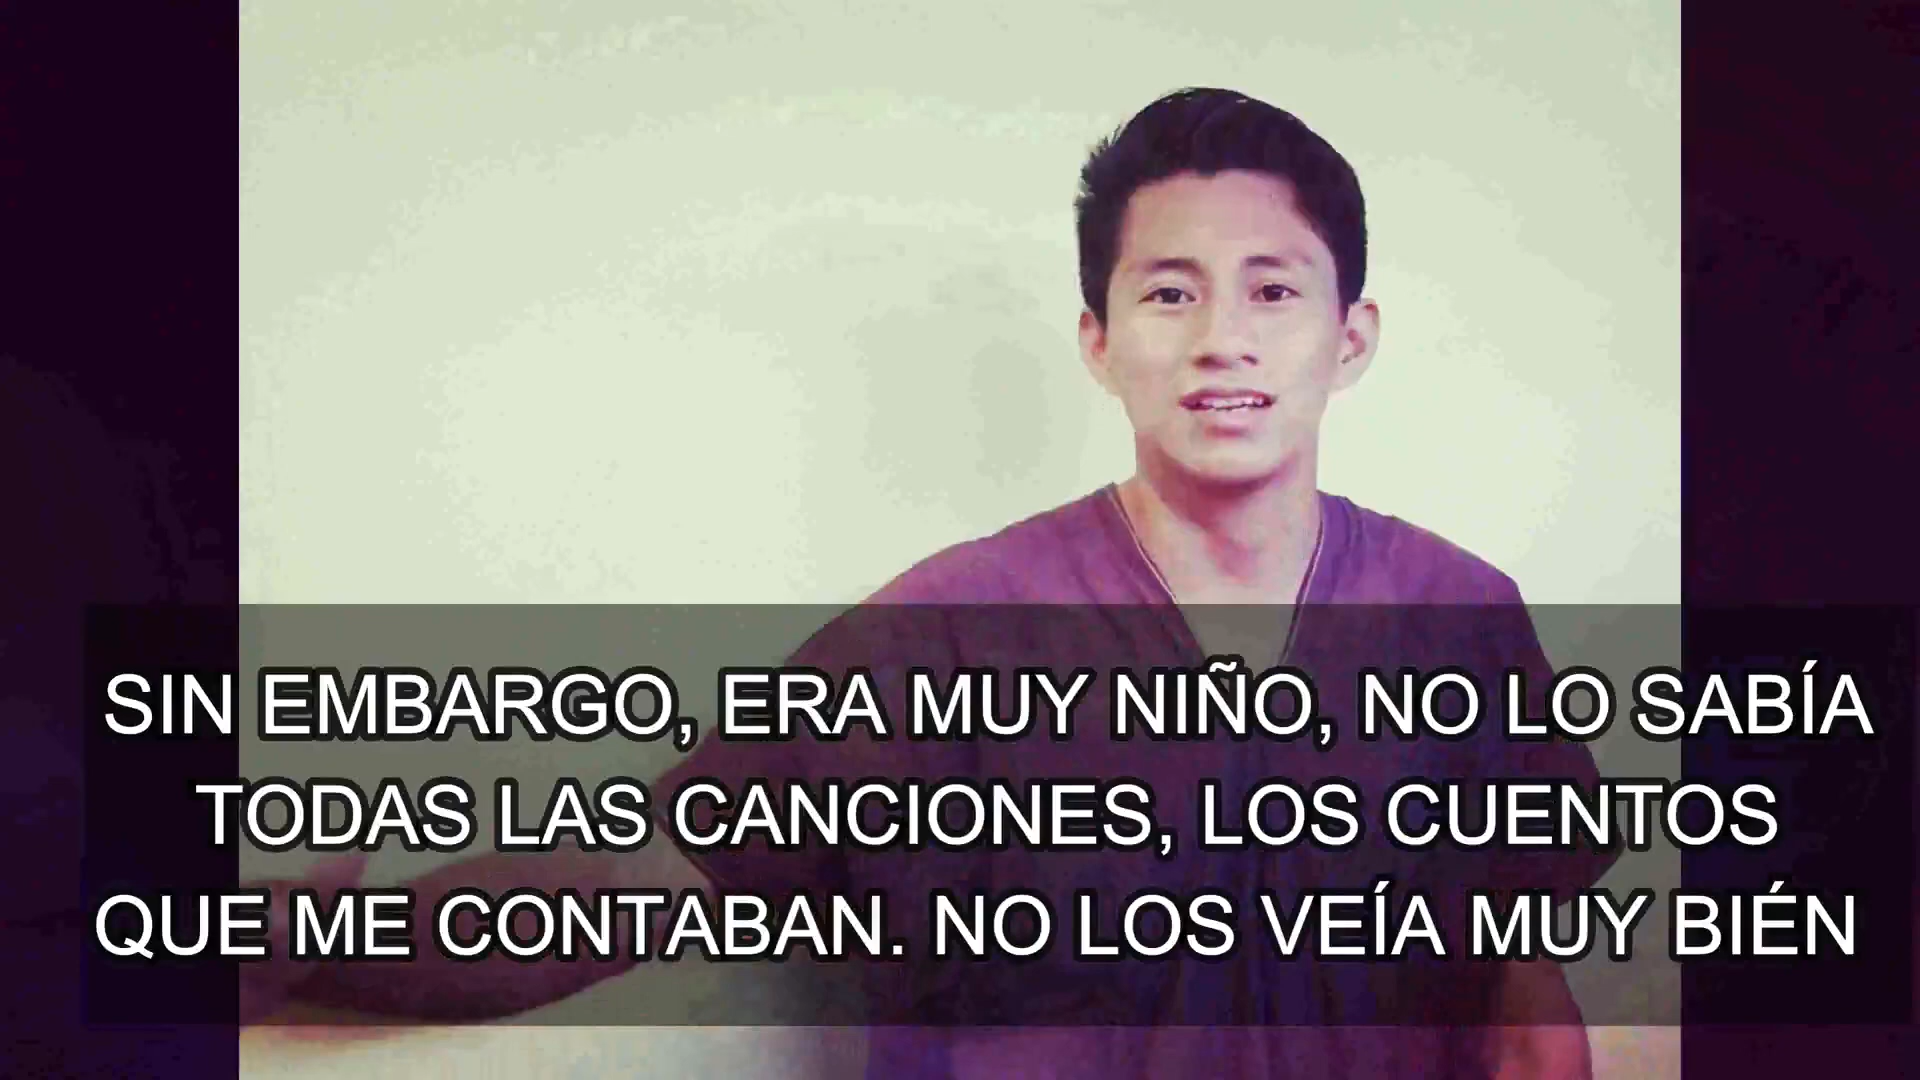 SIN EMBARGO, ERA MUY NIÑO, NO LO SABÍA
TODAS LAS CANCIONES, LOS CUENTOS
QUE ME CONTABAN. NO LOS VEÍA MUY BIÉN